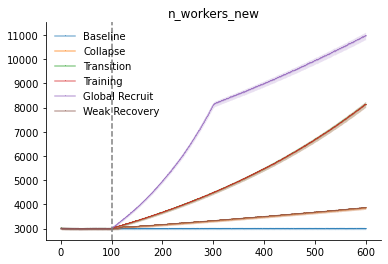 n_workers_new
11000
10000
9000
8000
7000
6000
5000
4000
3000
Baseline
Collapse
Transition
Training
Global Recruit
Weak Recovery
0 100 200 300 400 500 600